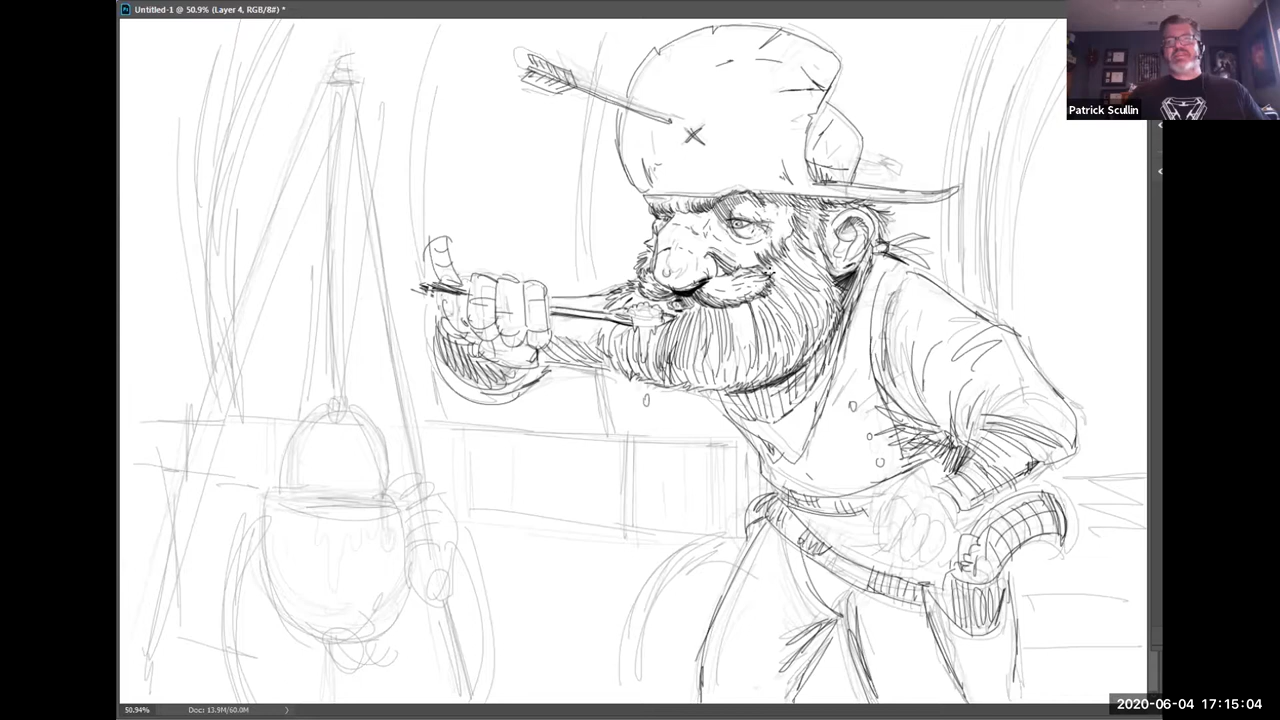 Ps Untitled-1 @ 50.9% (Layer 4, RGB/8#) *
Patrick Scullin
50.94% Doc: 13.9M/60.0M
2020-06-04 17:15:04